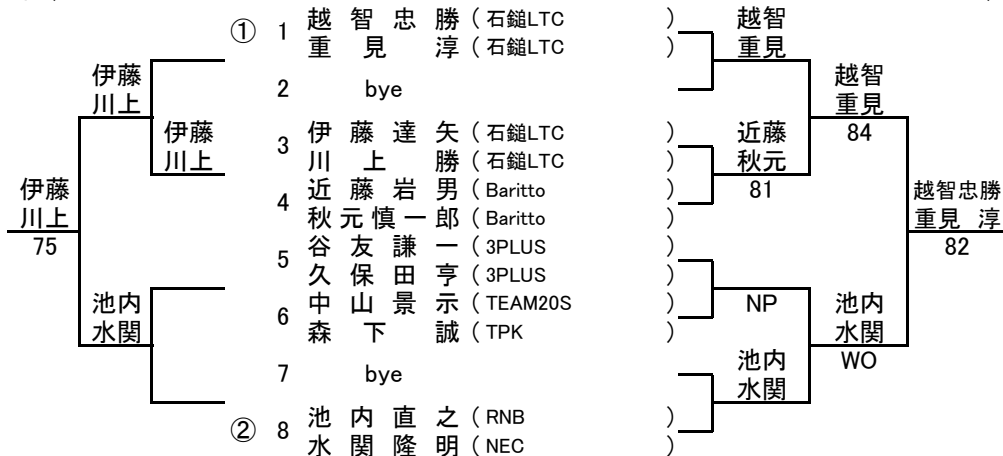 ① 1 越 智 忠 勝 ( 石鎚LTC ) 越智
重 見 淳 ( 石鎚LTC ) 重見
伊藤 越智
川上 2 bye 重見
84
伊藤 3 伊 藤 達 矢 ( 石鎚LTC ) 近藤
川上 川 上 勝 ( 石鎚LTC ) 秋元
81
伊藤 4 近 藤 岩 男 ( Baritto ) 越智忠勝
川上 秋 元 慎 一 郎 ( Baritto ) 重見 淳
75 82
5 谷 友 謙 一 ( 3PLUS )
久 保 田 亨 ( 3PLUS )
池内 6 中 山 景 示 ( TEAM20S ) NP 池内
水関 森 下 誠 ( TPK ) 水関
WO
7 bye 池内
水関
② 8 池 内 直 之 ( RNB )
水 関 隆 明 ( NEC )